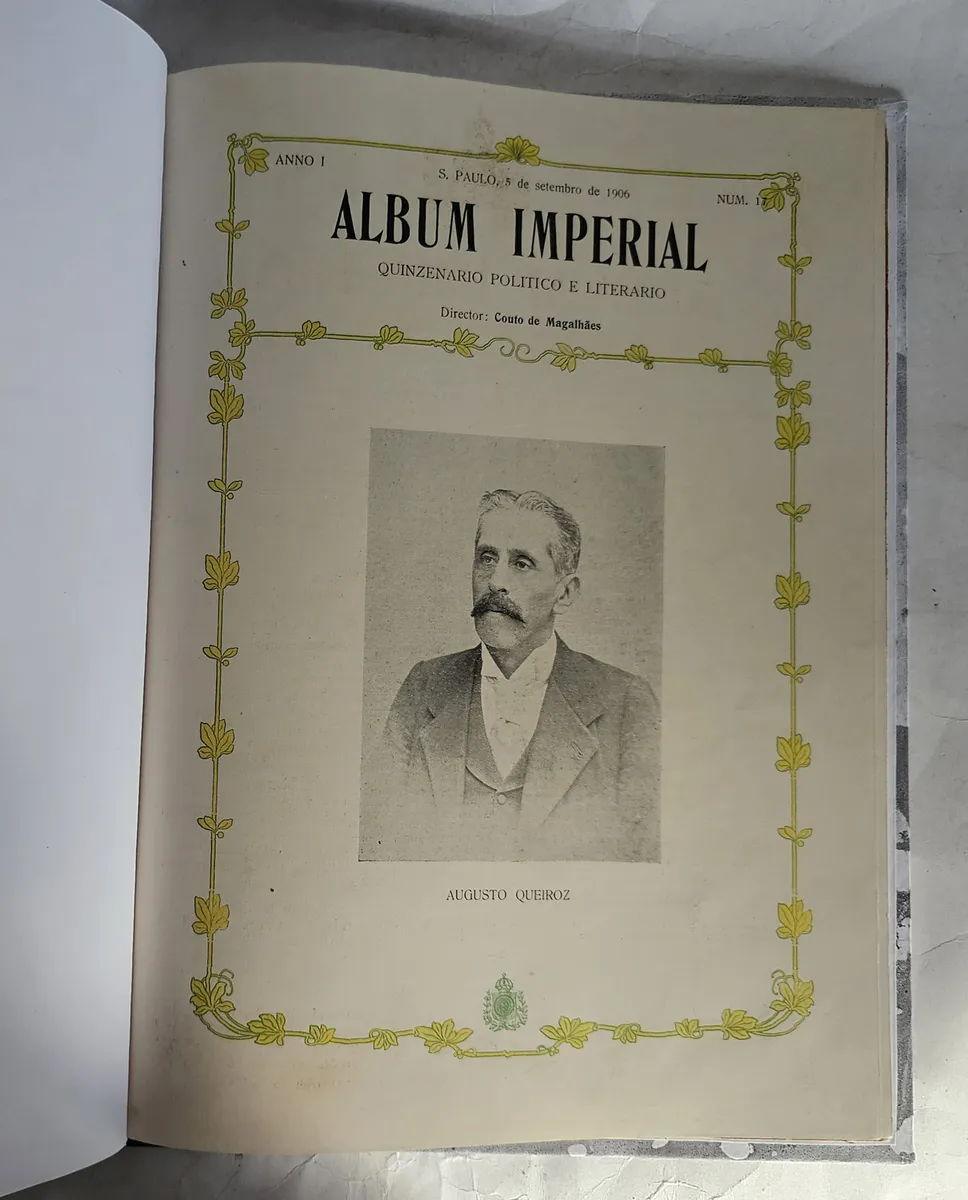 ANNO I
S. PAULO, 5 de setembro de 1906
NUM. 17
ALBUM IMPERIAL
QUINZENARIO POLITICO E LITERARIO
Director: Couto de Magalhães
AUGUSTO QUEIROZ